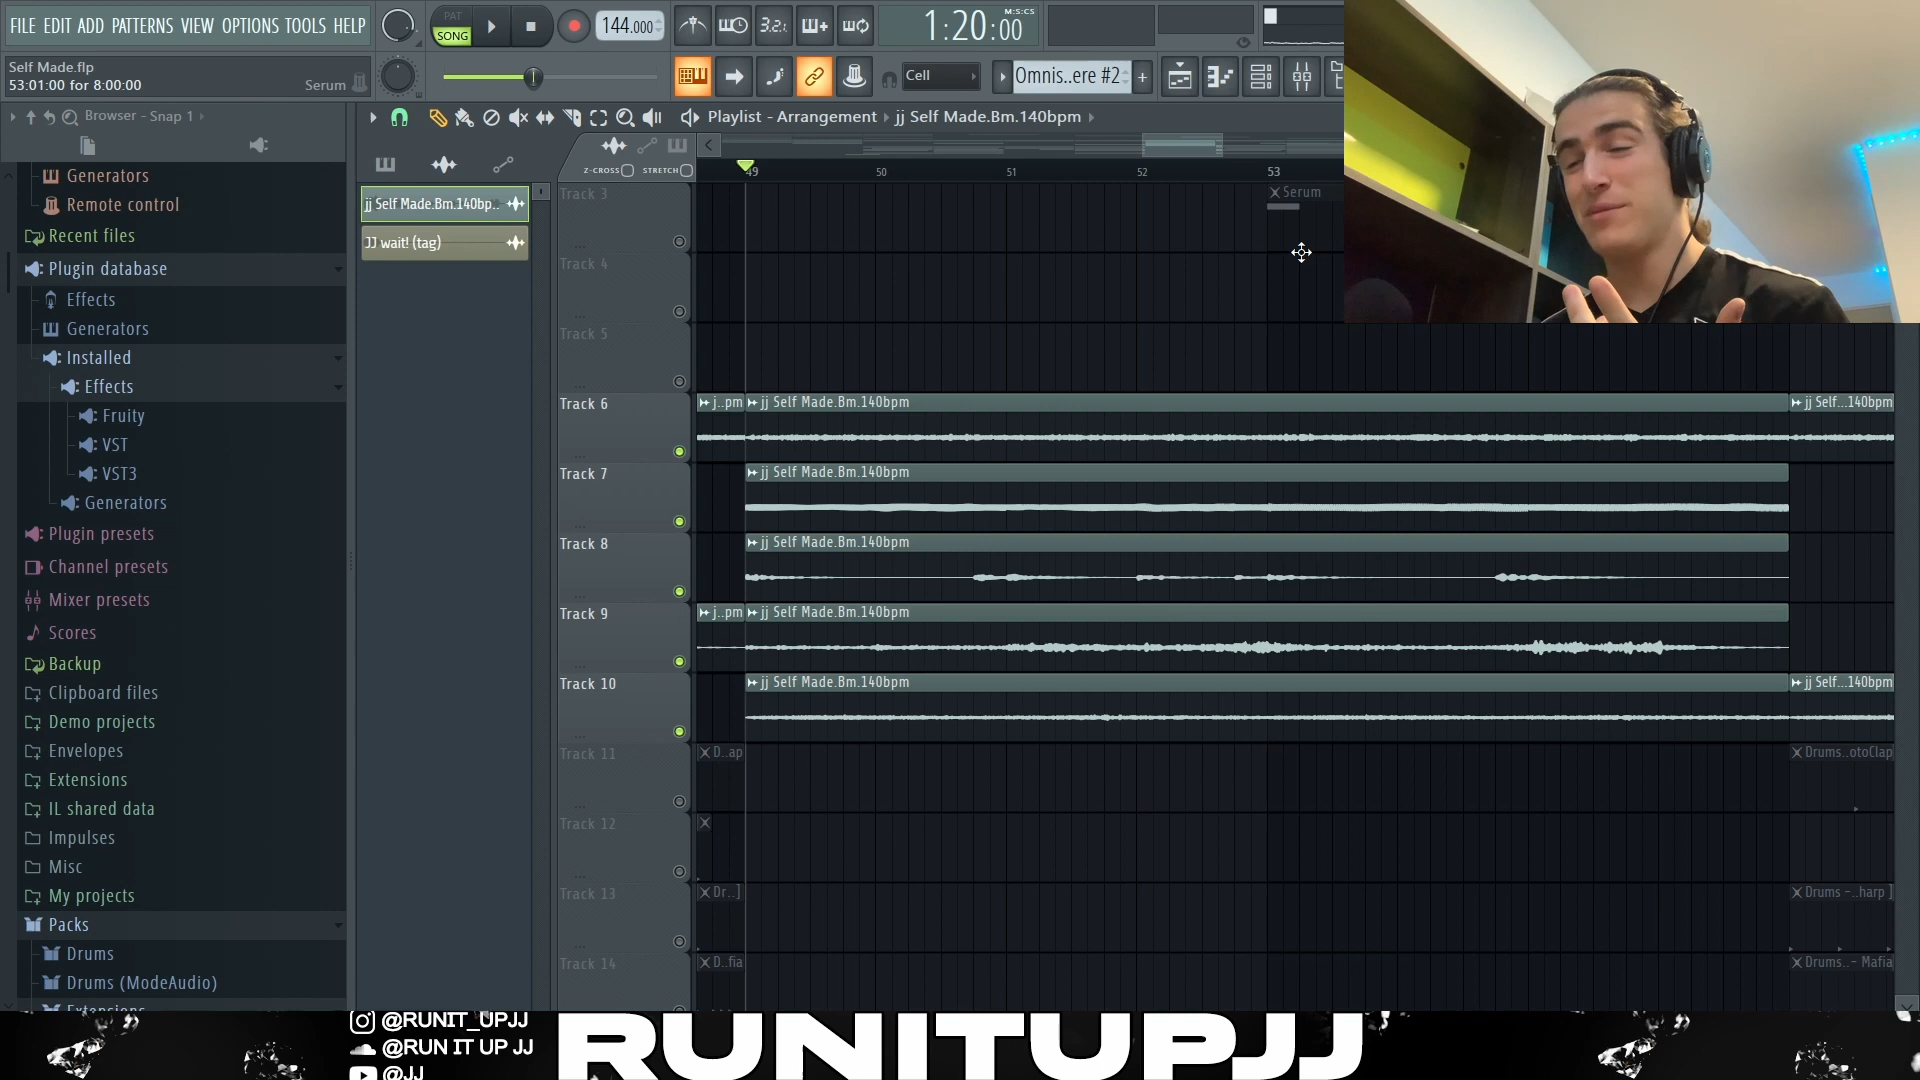 FILE EDIT ADD PATTERNS VIEW OPTIONS TOOLS HELP
PAT
SONG
144.000
3.2.
1:20:00
M:S:CS
Self Made.flp
53:01:00 for 8:00:00
Serum
Cell
Omnis..ere #2
Browser - Snap 1
Playlist - Arrangement
jj Self Made.Bm.140bpm
Z-CROSS
STRETCH
49
50
51
52
53
Generators
Remote control
Recent files
Plugin database
Effects
Generators
Installed
Effects
Fruity
VST
VST3
Generators
Plugin presets
Channel presets
Mixer presets
Scores
Backup
Clipboard files
Demo projects
Envelopes
Extensions
IL shared data
Impulses
Misc
My projects
Packs
Drums
Drums (ModeAudio)
Extensions
jj Self Made.Bm.140bp..
JJ wait! (tag)
Track 3
Serum
Track 4
Track 5
Track 6
j..pm
jj Self Made.Bm.140bpm
jj Self...140bpm
Track 7
jj Self Made.Bm.140bpm
Track 8
jj Self Made.Bm.140bpm
Track 9
j..pm
jj Self Made.Bm.140bpm
Track 10
jj Self Made.Bm.140bpm
jj Self...140bpm
Track 11
D..ap
Drums..otoClap
Track 12
Track 13
Dr..]
Drums -..harp ]
Track 14
D..fia
Drums..- Mafia
@RUNIT_UPJJ
@RUN IT UP JJ
@JJ
RUNITUPJJ